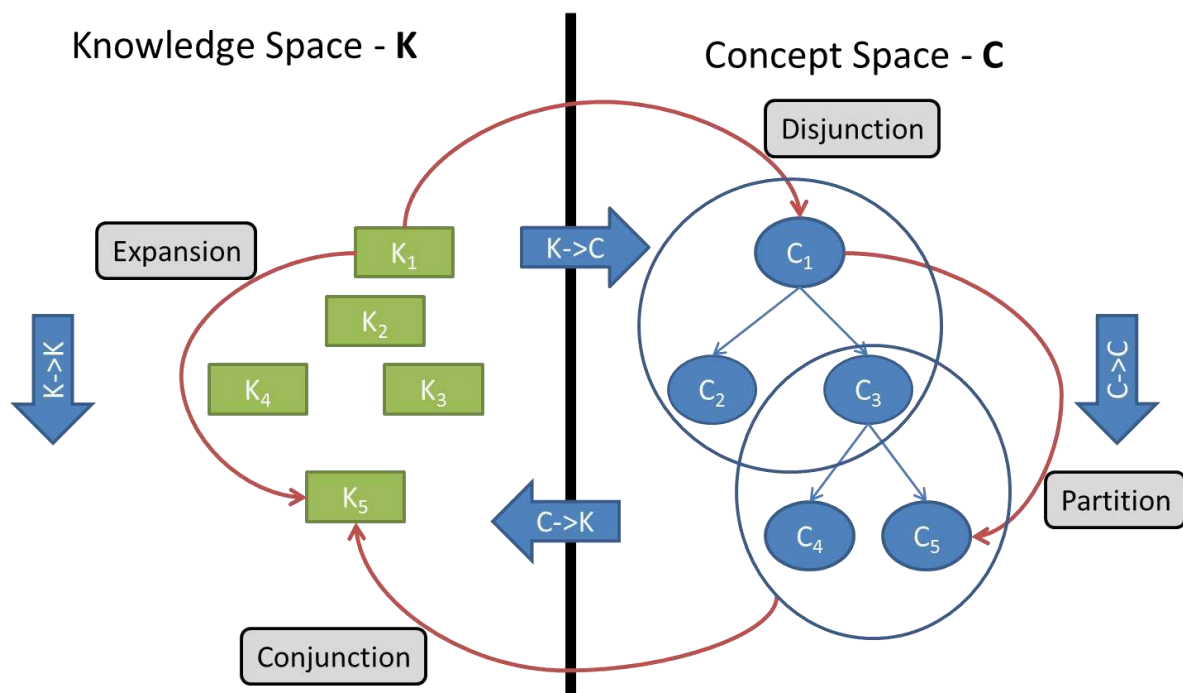 Knowledge Space - K
Concept Space - C
Disjunction
Expansion
K₁
K->C
C₁
K₂
K->K
K₄
K₃
C₂
C₃
C->C
K₅
C->K
C₄
C₅
Partition
Conjunction